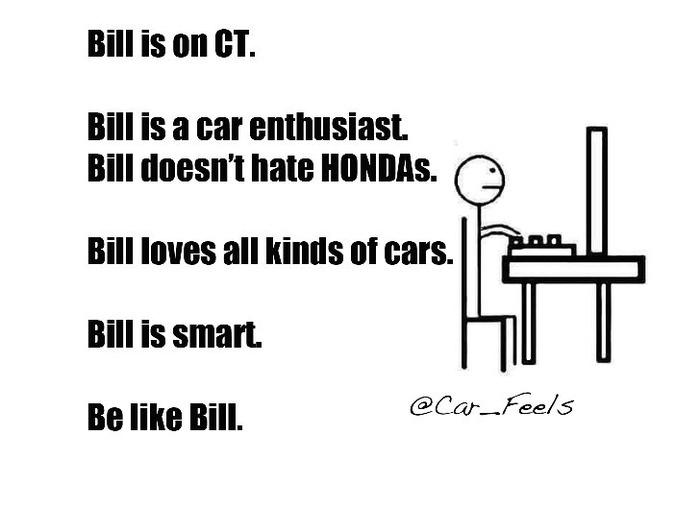 Bill is on CT.
Bill is a car enthusiast.
Bill doesn't hate HONDAs.
Bill loves all kinds of cars.
Bill is smart.
Be like Bill.
@Car_Feels